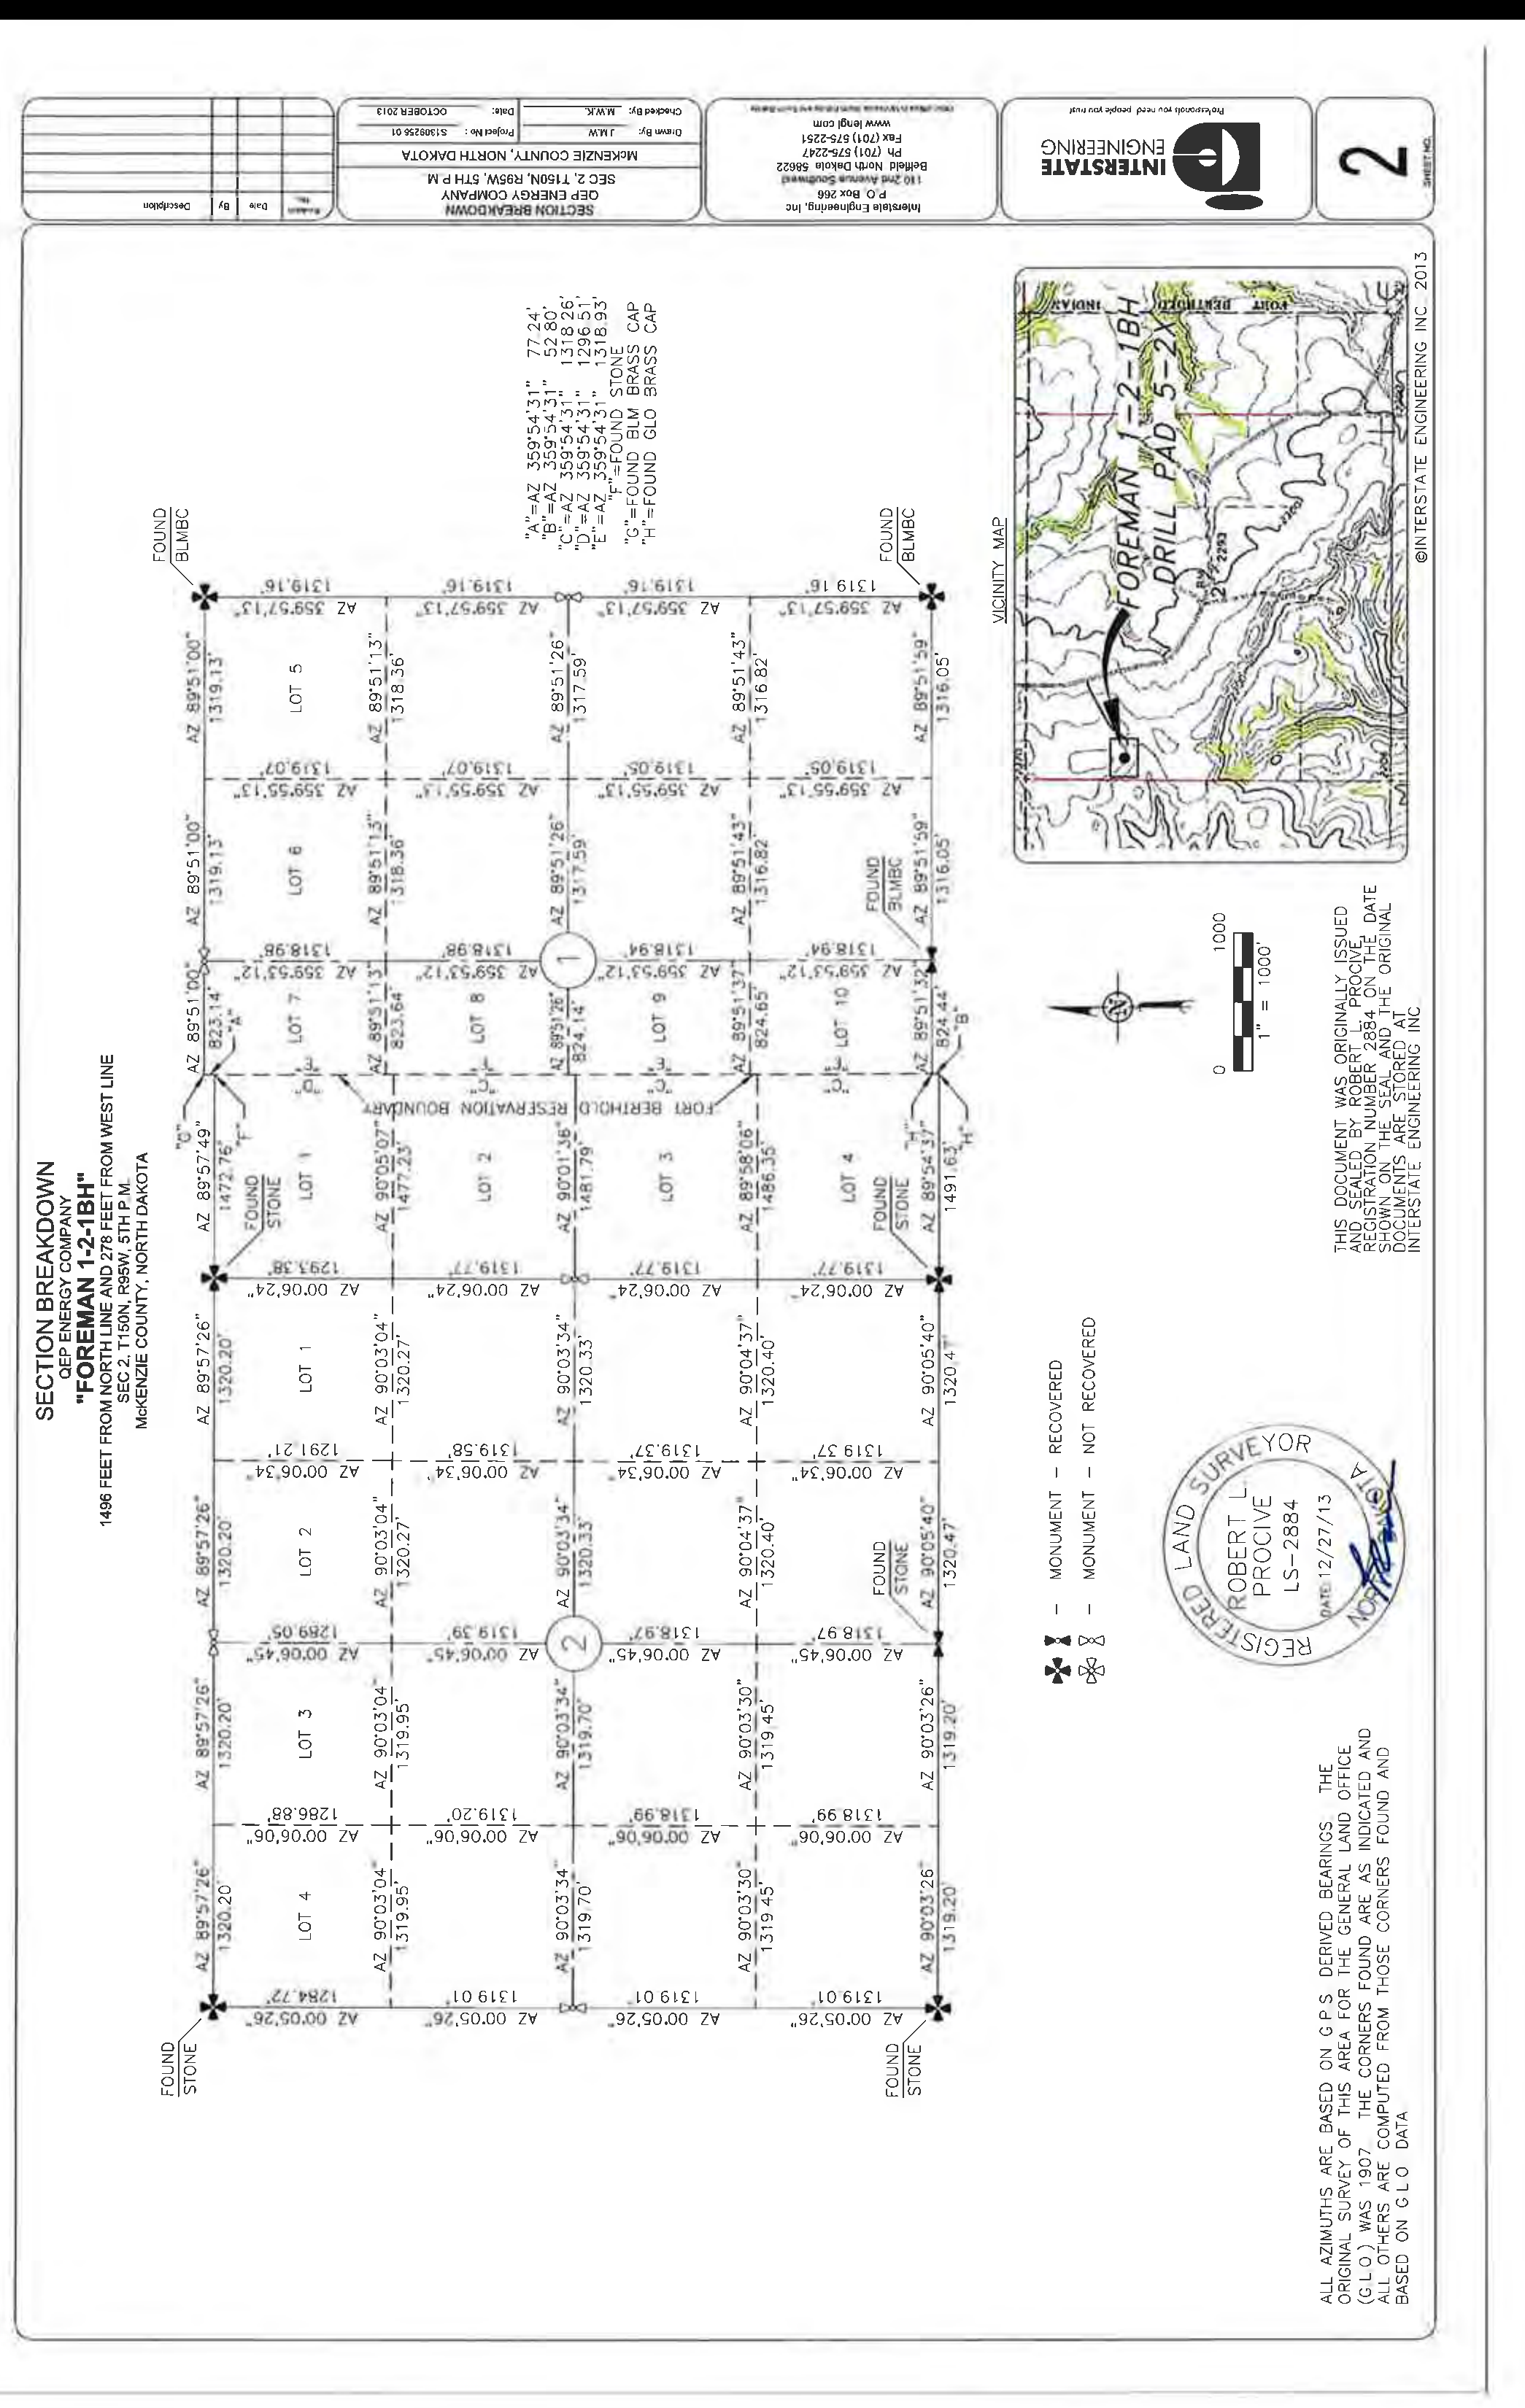 SECTION BREAKDOWN
QEP ENERGY COMPANY
"FOREMAN 1-2-1BH"
1496 FEET FROM NORTH LINE AND 278 FEET FROM WEST LINE
SEC 2, T150N, R95W, 5TH P.M.
McKENZIE COUNTY, NORTH DAKOTA
FOUND
STONE
"G"
"F"
FOUND
BLMBC
AZ 89°57'26"
1320.20'
AZ 89°57'26"
1320.20'
AZ 89°57'26"
1320.20'
AZ 89°57'26"
1320.20'
AZ 89°57'49"
1472.76'
AZ 89°51'00"
823.14'
"A"
AZ 89°51'00"
1319.13'
AZ 89°51'00"
1319.13'
FOUND
STONE
AZ 00°05'26"
1284.72'
LOT 4
AZ 00°06'06"
1286.88'
LOT 3
AZ 00°06'45"
1289.05'
LOT 2
AZ 00°06'34"
1291.21'
LOT 1
AZ 00°06'24"
1293.38'
LOT 1
"D" "E"
LOT 7
AZ 359°53'12"
1318.98'
LOT 6
AZ 359°55'13"
1319.07'
LOT 5
AZ 359°57'13"
1319.16'
AZ 90°03'04"
1319.95'
AZ 90°03'04"
1319.95'
AZ 90°03'04"
1320.27'
AZ 90°03'04"
1320.27'
AZ 90°05'07"
1477.23'
AZ 89°51'13"
823.64'
AZ 89°51'13"
1318.36'
AZ 89°51'13"
1318.36'
AZ 00°05'26"
1319.01'
AZ 00°06'06"
1319.20'
AZ 00°06'45"
1319.39'
AZ 00°06'34"
1319.58'
AZ 00°06'24"
1319.77'
LOT 2
LOT 8
AZ 359°53'12"
1318.98'
AZ 359°55'13"
1319.07'
AZ 359°57'13"
1319.16'
FORT BERTHOLD RESERVATION BOUNDARY
AZ 90°03'34"
1319.70'
AZ 90°03'34"
1319.70'
2
AZ 90°03'34"
1320.33'
AZ 90°03'34"
1320.33'
AZ 90°01'36"
1481.79'
AZ 89°51'26"
824.14'
1
AZ 89°51'26"
1317.59'
AZ 89°51'26"
1317.59'
AZ 00°05'26"
1319.01'
AZ 00°06'06"
1318.99'
AZ 00°06'45"
1318.97'
AZ 00°06'34"
1319.37'
AZ 00°06'24"
1319.77'
LOT 3
LOT 9
AZ 359°53'12"
1318.94'
AZ 359°55'13"
1319.05'
AZ 359°57'13"
1319.16'
AZ 90°03'30"
1319.45'
AZ 90°03'30"
1319.45'
AZ 90°04'37"
1320.40'
AZ 90°04'37"
1320.40'
AZ 89°58'06"
1486.35'
AZ 89°51'37"
824.65'
AZ 89°51'43"
1316.82'
AZ 89°51'43"
1316.82'
AZ 00°05'26"
1319.01'
AZ 00°06'06"
1318.99'
AZ 00°06'45"
1318.97'
FOUND
STONE
AZ 00°06'34"
1319.37'
AZ 00°06'24"
1319.77'
FOUND
STONE
LOT 4
LOT 10
AZ 359°53'12"
1318.94'
FOUND
BLMBC
AZ 359°55'13"
1319.05'
AZ 359°57'13"
1319.16'
FOUND
STONE
AZ 90°03'26"
1319.20'
AZ 90°03'26"
1319.20'
AZ 90°05'40"
1320.47'
AZ 90°05'40"
1320.47'
AZ 89°54'37"
1491.63'
"H"
"H"
AZ 89°51'32"
824.44'
"B"
AZ 89°51'59"
1316.05'
AZ 89°51'59"
1316.05'
FOUND
BLMBC
"A"=AZ 359°54'31" 77.24'
"B"=AZ 359°54'31" 52.80'
"C"=AZ 359°54'31" 1318.26'
"D"=AZ 359°54'31" 1296.51'
"E"=AZ 359°54'31" 1318.93'
"F"=FOUND STONE
"G"=FOUND BLM BRASS CAP
"H"=FOUND GLO BRASS CAP
– MONUMENT – RECOVERED
– MONUMENT – NOT RECOVERED
N
0 1000
1" = 1000'
VICINITY MAP
FOREMAN 1-2-1BH
DRILL PAD 5-2X
FORT BERTHOLD INDIAN
2293
ALL AZIMUTHS ARE BASED ON G P S DERIVED BEARINGS THE
ORIGINAL SURVEY OF THIS AREA FOR THE GENERAL LAND OFFICE
(G.L.O.) WAS 1907 THE CORNERS FOUND ARE AS INDICATED AND
ALL OTHERS ARE COMPUTED FROM THOSE CORNERS FOUND AND
BASED ON G L O DATA
REGISTERED LAND SURVEYOR
ROBERT L.
PROCIVE
LS-2884
DATE: 12/27/13
NORTH DAKOTA
THIS DOCUMENT WAS ORIGINALLY ISSUED
AND SEALED BY ROBERT L. PROCIVE,
REGISTRATION NUMBER 2884 ON THE DATE
SHOWN ON THE SEAL AND THE ORIGINAL
DOCUMENTS ARE STORED AT
INTERSTATE ENGINEERING INC
©INTERSTATE ENGINEERING INC. 2013
2
SHEET NO.
INTERSTATE
ENGINEERING
Professionals you need, people you trust
Interstate Engineering, Inc
P.O. Box 266
110 2nd Avenue Southwest
Belfield North Dakota 58622
Ph (701) 575-2247
Fax (701) 575-2251
www iengi com
SECTION BREAKDOWN
QEP ENERGY COMPANY
SEC 2, T150N, R95W, 5TH P M
McKENZIE COUNTY, NORTH DAKOTA
Drawn By: J.M.W Project No: S1309256 01
Checked By: M.W.K. Date: OCTOBER 2013
Revision No. Date By Description